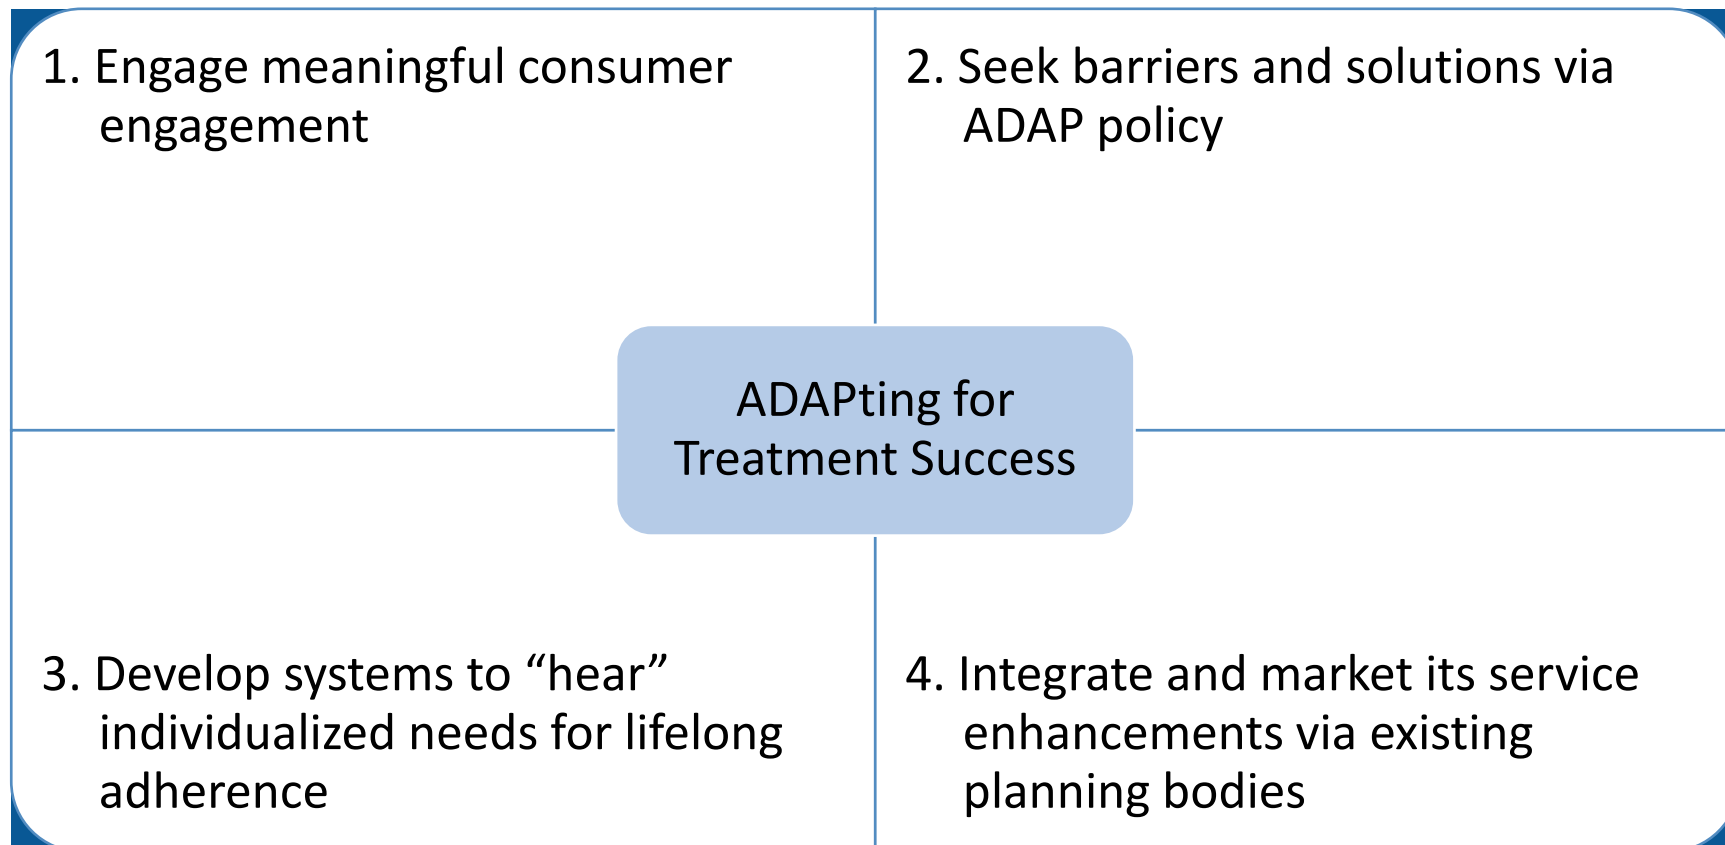 1. Engage meaningful consumer
engagement
2. Seek barriers and solutions via
ADAP policy
ADAPting for
Treatment Success
3. Develop systems to “hear”
individualized needs for lifelong
adherence
4. Integrate and market its service
enhancements via existing
planning bodies